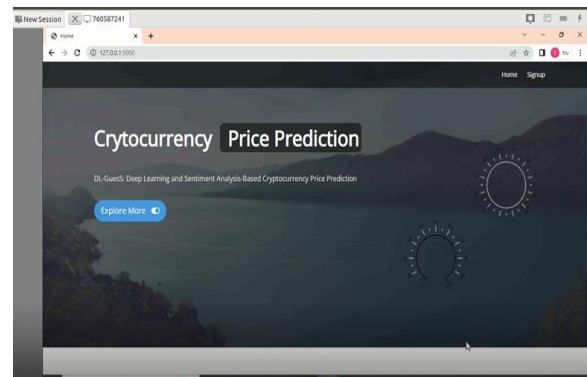 New Session 760587241
Home
127.0.0.1:5000
Home Signup
Crytocurrency Price Prediction
DL-GuesS: Deep Learning and Sentiment Analysis-Based Cryptocurrency Price Prediction
Explore More